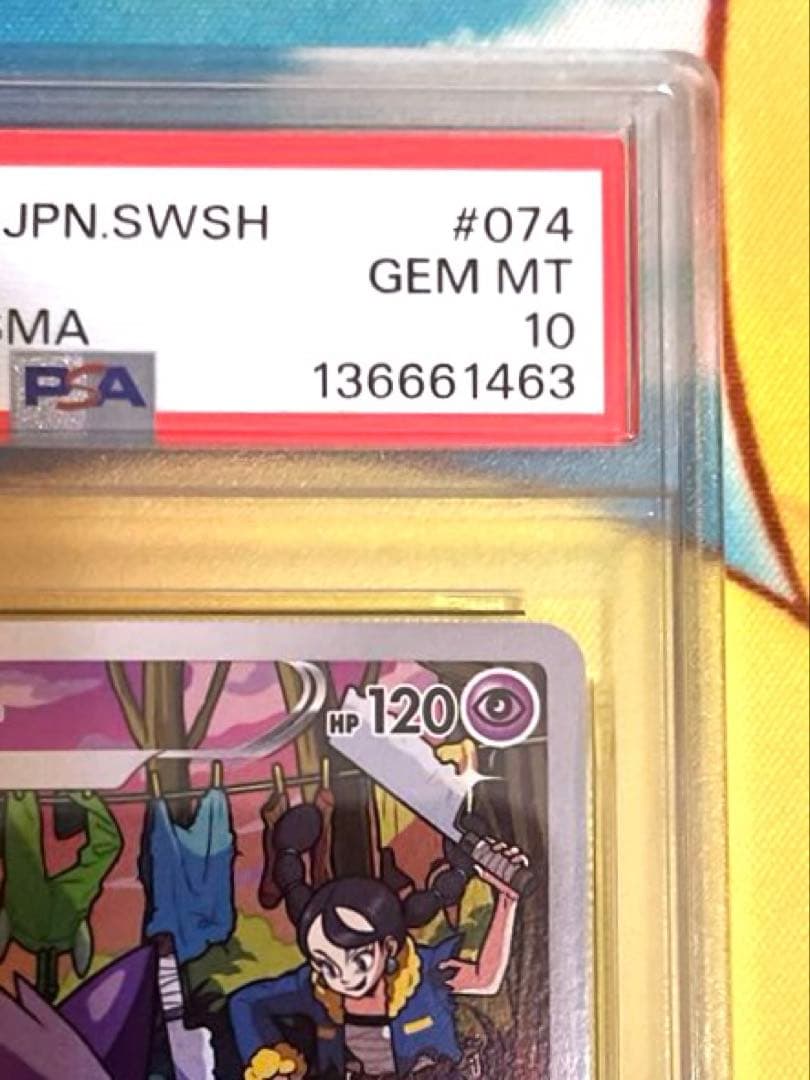 JPN.SWSH #074
GEM MT
MA 10
PSA 136661463
HP 120